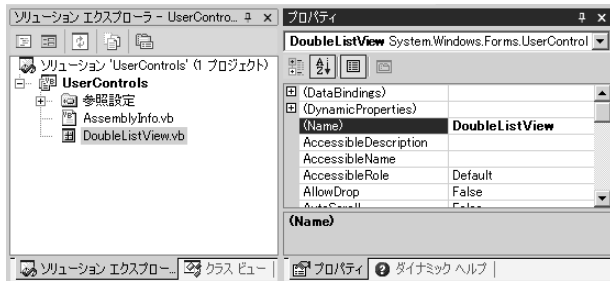 ソリューション エクスプローラ - UserContro...
ソリューション 'UserControls' (1 プロジェクト)
UserControls
参照設定
AssemblyInfo.vb
DoubleListView.vb
ソリューション エクスプロー...
クラス ビュー
プロパティ
DoubleListView System.Windows.Forms.UserControl
(DataBindings)
(DynamicProperties)
(Name) DoubleListView
AccessibleDescription
AccessibleName
AccessibleRole Default
AllowDrop False
AutoScroll False
(Name)
プロパティ
ダイナミック ヘルプ